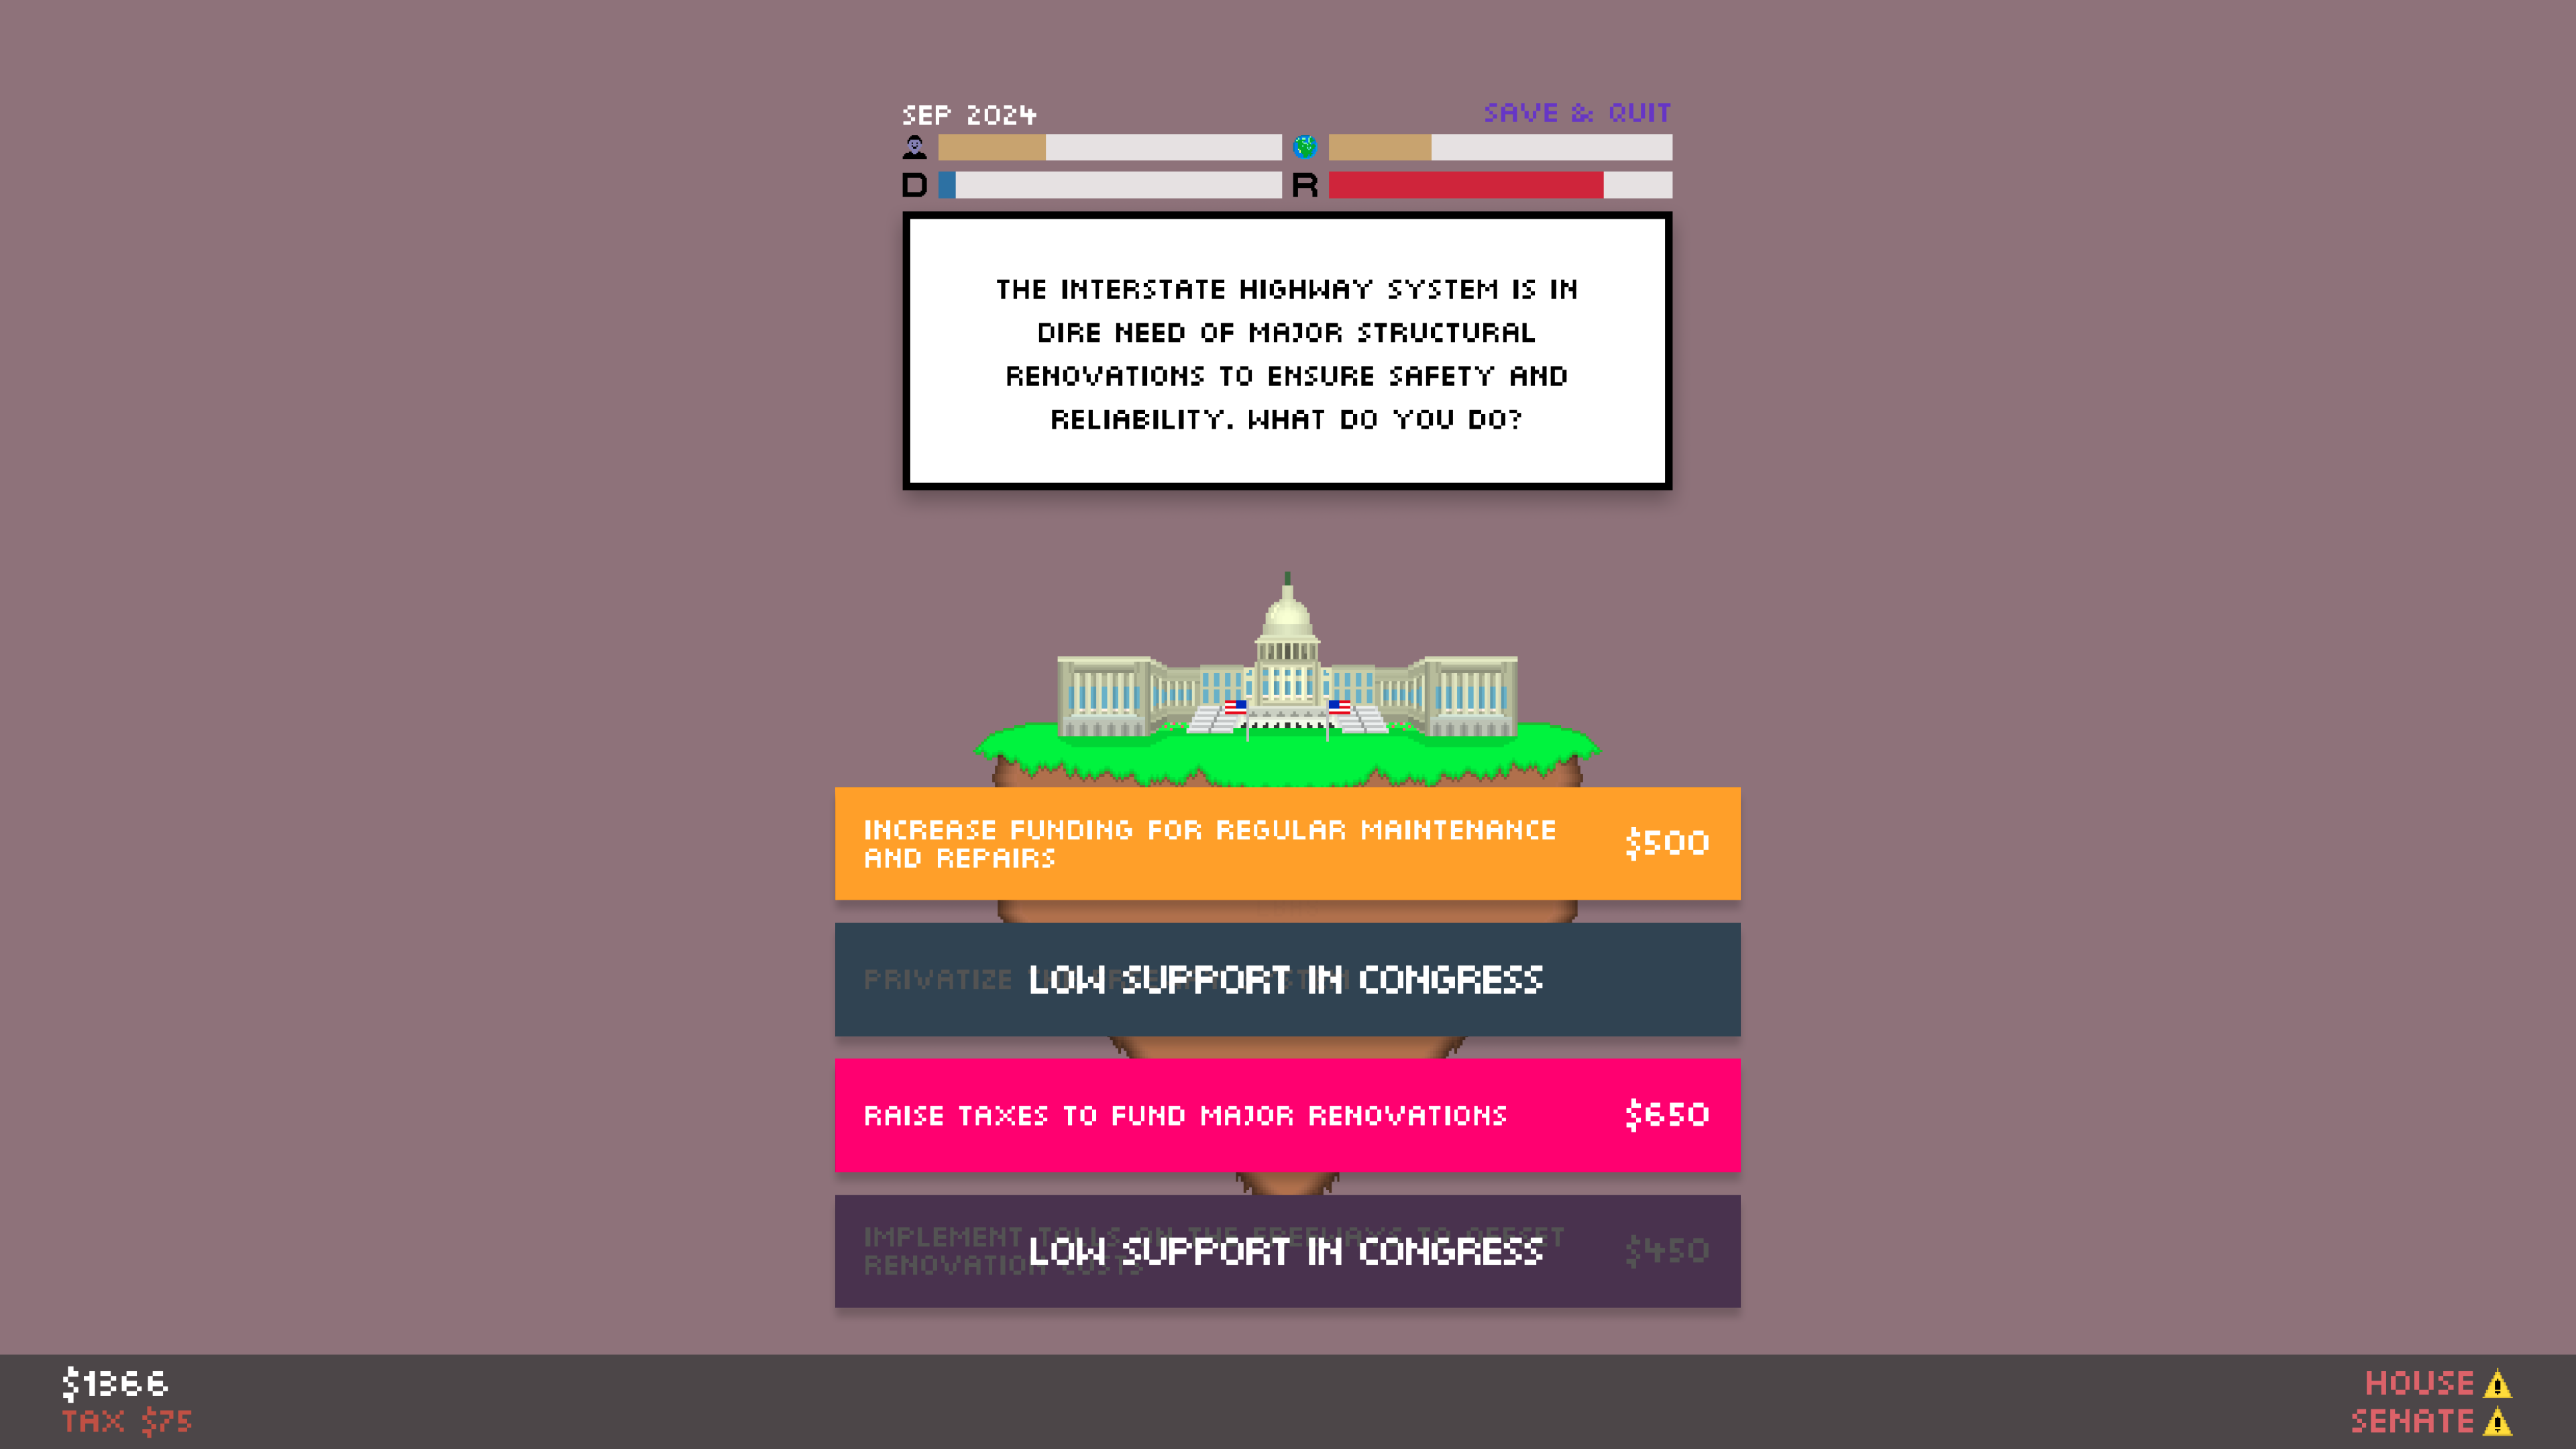 SEP 2024
SAVE & QUIT
D
R
THE INTERSTATE HIGHWAY SYSTEM IS IN
DIRE NEED OF MAJOR STRUCTURAL
RENOVATIONS TO ENSURE SAFETY AND
RELIABILITY. WHAT DO YOU DO?
INCREASE FUNDING FOR REGULAR MAINTENANCE
AND REPAIRS
$500
PRIVATIZE
LOW SUPPORT IN CONGRESS
RAISE TAXES TO FUND MAJOR RENOVATIONS
$650
IMPLEMENT TOLLS ON THE FREEWAYS TO OFFSET
RENOVATION COSTS
$450
LOW SUPPORT IN CONGRESS
$1366
TAX $75
HOUSE
SENATE